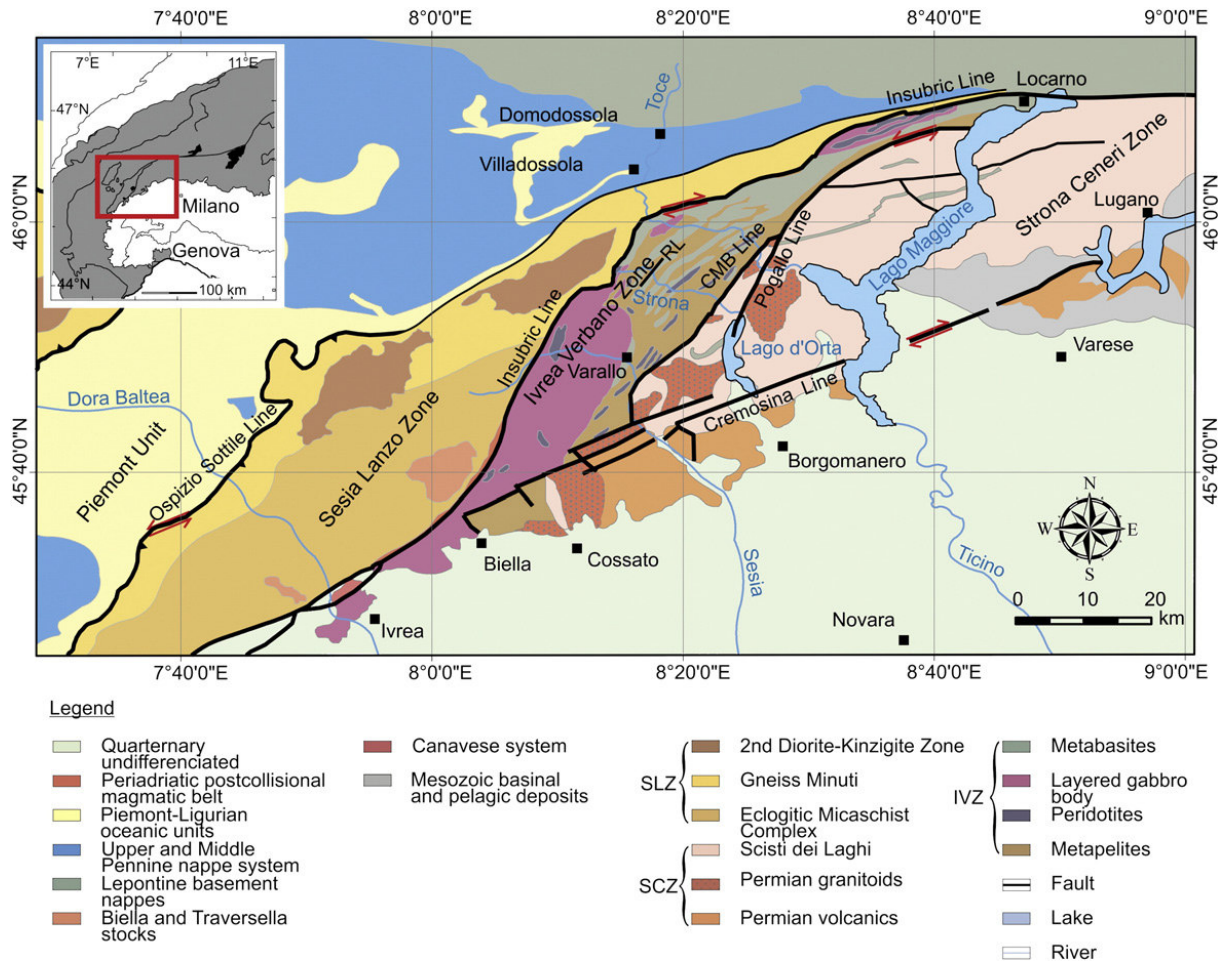 7°40'0"E
8°0'0"E
8°20'0"E
8°40'0"E
9°0'0"E
7°E
11°E
47°N
44°N
Milano
Genova
100 km
46°0'0"N
45°40'0"N
46°0'0"N
45°40'0"N
Toce
Insubric Line
Locarno
Domodossola
Villadossola
Strona Ceneri Zone
Lugano
Lago Maggiore
CMB Line
Pogallo Line
RL
Strona
Insubric Line
Ivrea Verbano Zone
Varallo
Lago d'Orta
Varese
Cremosina Line
Dora Baltea
Piemont Unit
Ospizio Sottile Line
Sesia Lanzo Zone
Borgomanero
Biella
Cossato
Sesia
Ticino
Ivrea
Novara
N
W
E
S
0
10
20
km
7°40'0"E
8°0'0"E
8°20'0"E
8°40'0"E
9°0'0"E
Legend
Quarternary
undifferenciated
Periadriatic postcollisional
magmatic belt
Piemont-Ligurian
oceanic units
Upper and Middle
Pennine nappe system
Lepontine basement
nappes
Biella and Traversella
stocks
Canavese system
Mesozoic basinal
and pelagic deposits
SLZ
2nd Diorite-Kinzigite Zone
Gneiss Minuti
Eclogitic Micaschist
Complex
SCZ
Scisti dei Laghi
Permian granitoids
Permian volcanics
IVZ
Metabasites
Layered gabbro
body
Peridotites
Metapelites
Fault
Lake
River